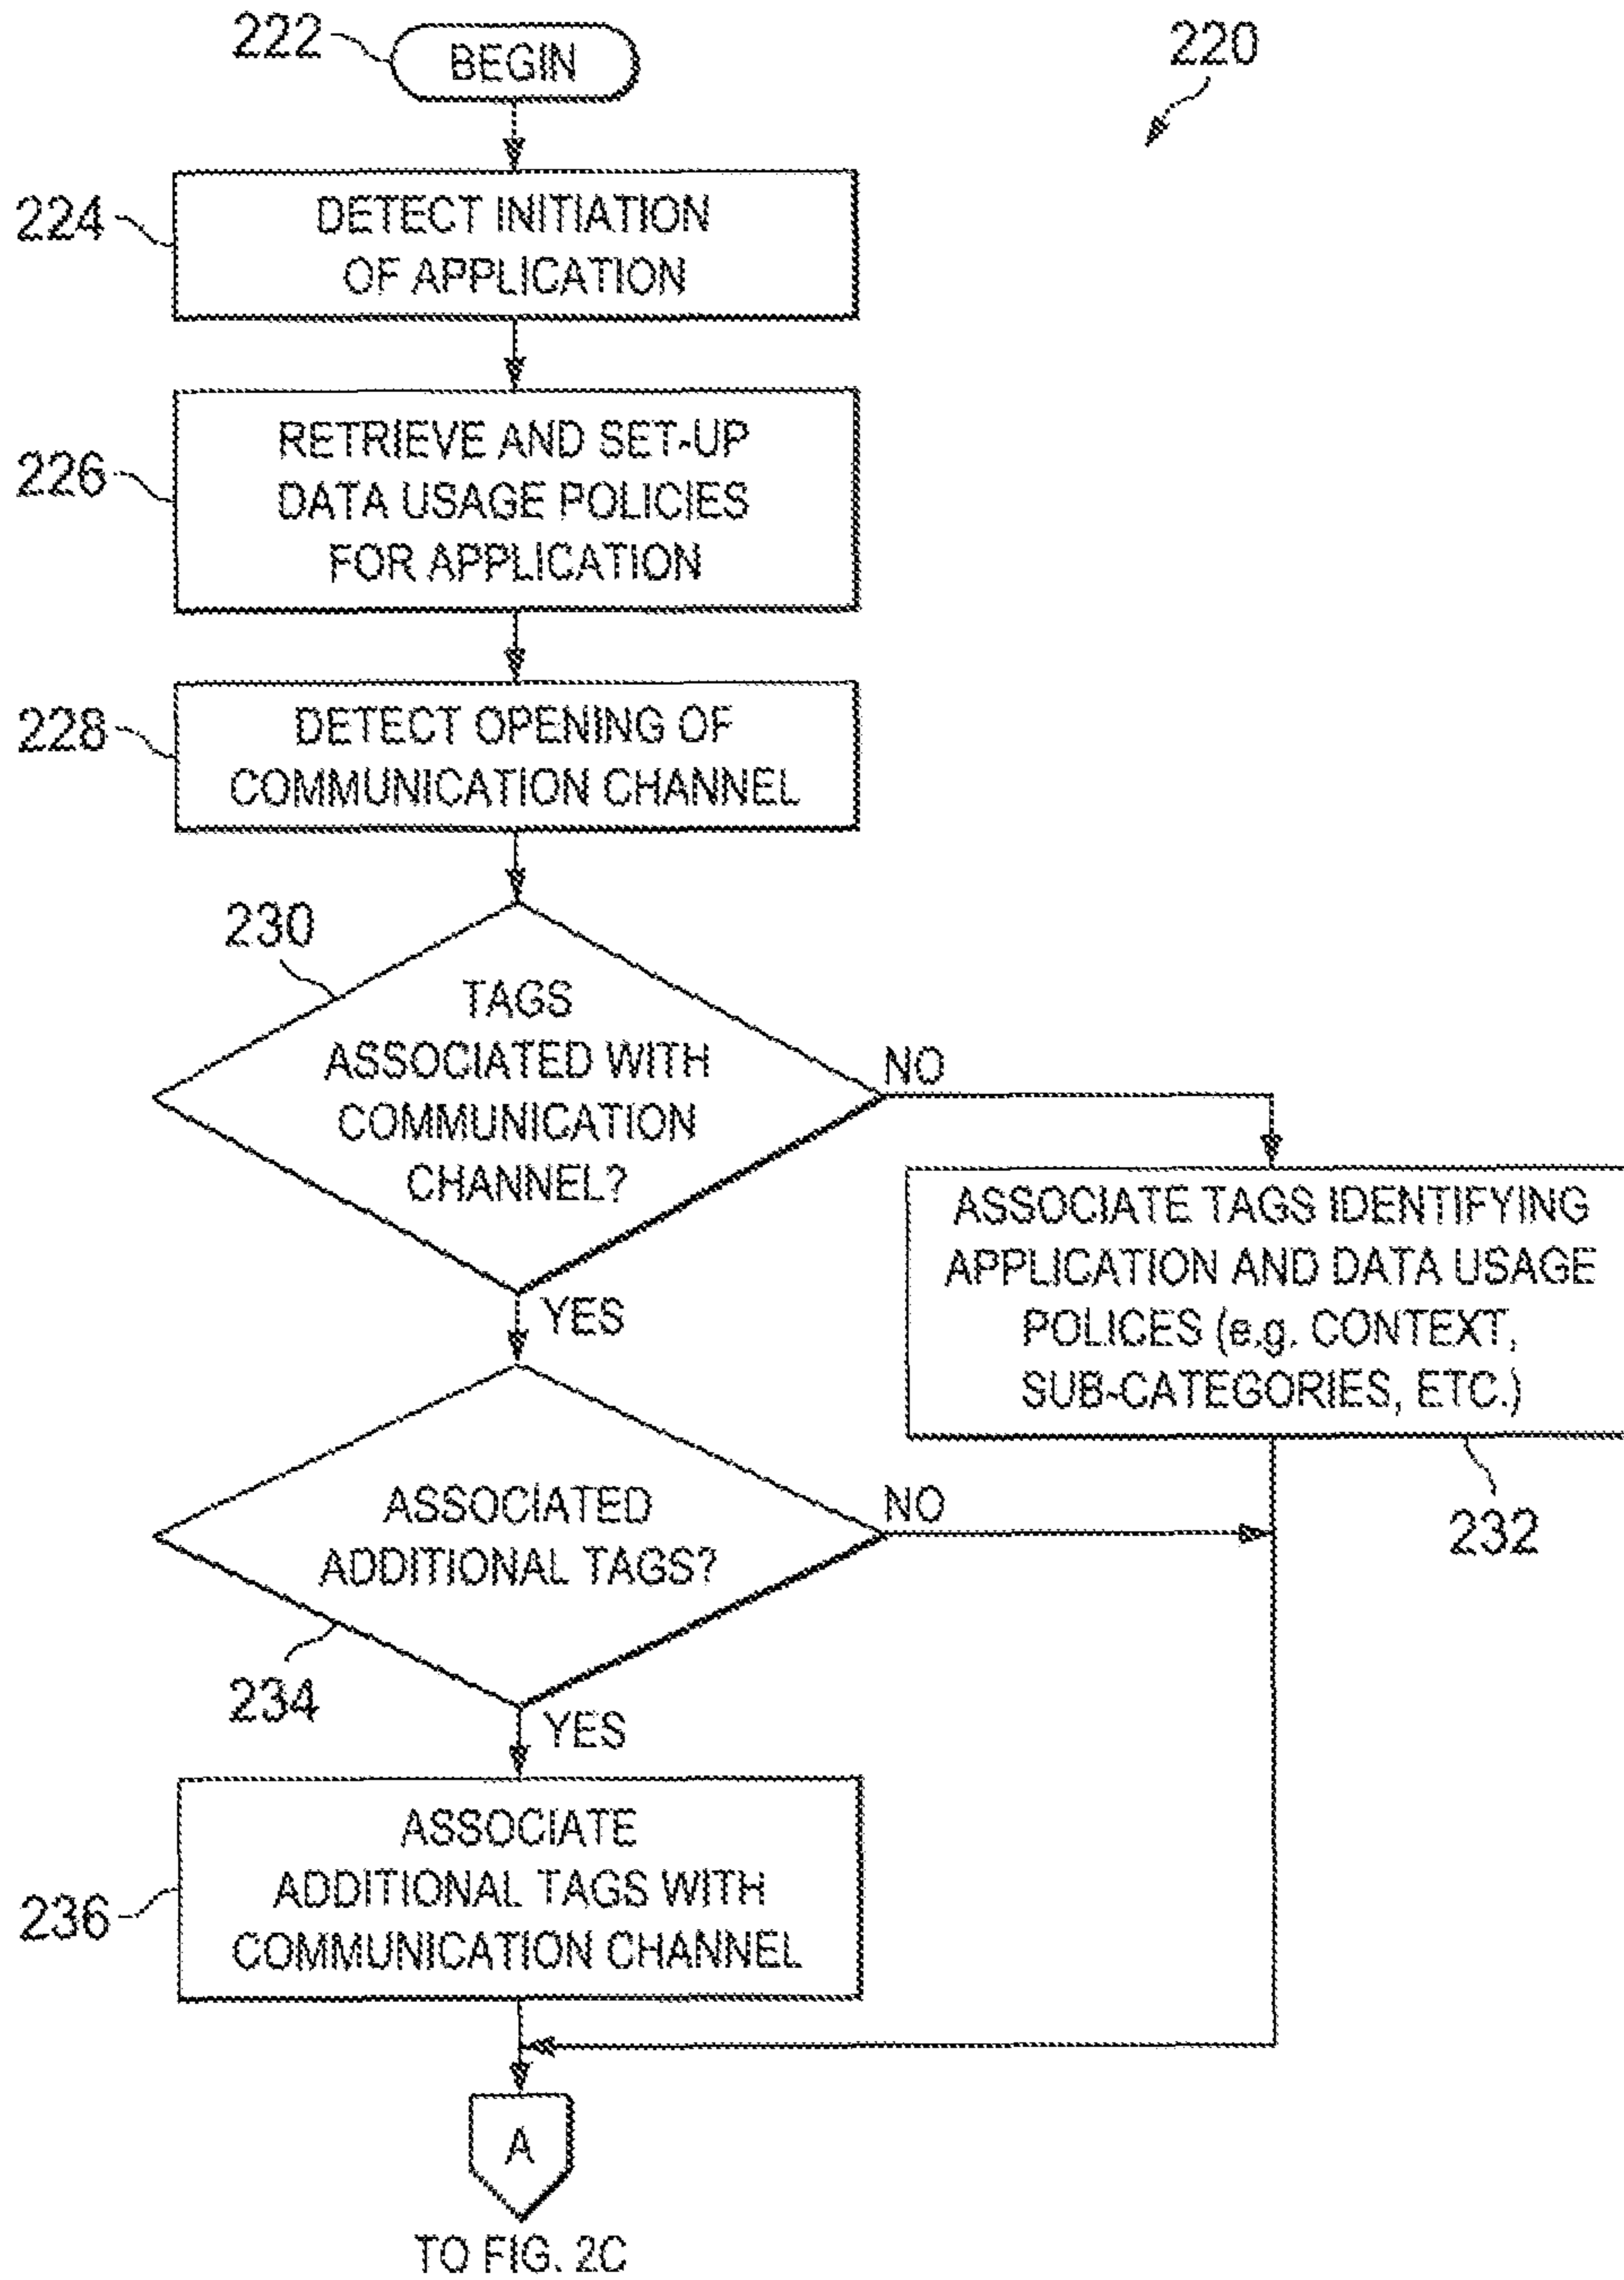 222
BEGIN
220
224
DETECT INITIATION
OF APPLICATION
226
RETRIEVE AND SET-UP
DATA USAGE POLICIES
FOR APPLICATION
228
DETECT OPENING OF
COMMUNICATION CHANNEL
230
TAGS
ASSOCIATED WITH
COMMUNICATION
CHANNEL?
NO
YES
ASSOCIATE TAGS IDENTIFYING
APPLICATION AND DATA USAGE
POLICES (e.g. CONTEXT,
SUB-CATEGORIES, ETC.)
232
ASSOCIATED
ADDITIONAL TAGS?
NO
234
YES
236
ASSOCIATE
ADDITIONAL TAGS WITH
COMMUNICATION CHANNEL
A
TO FIG. 2C